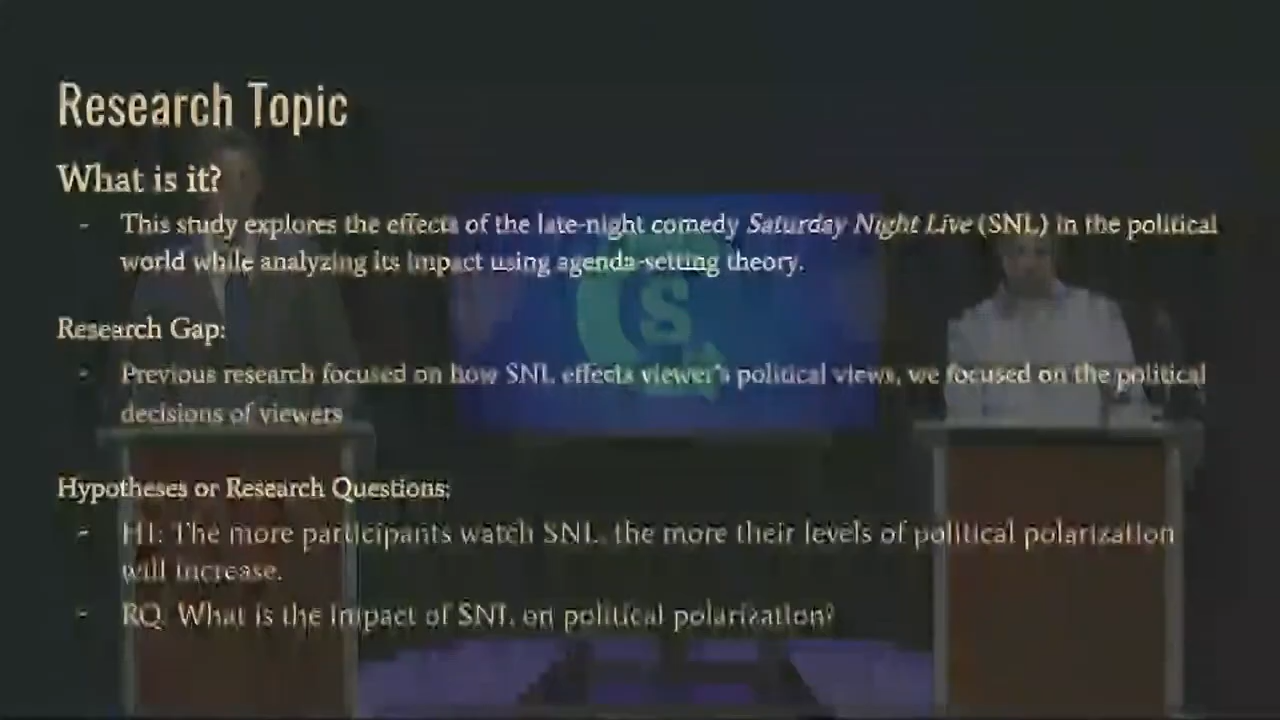 Research Topic
What is it?
- This study explores the effects of the late-night comedy Saturday Night Live (SNL) in the political
world while analyzing its impact using agenda-setting theory.
Research Gap:
- Previous research focused on how SNL effects viewer's political views, we focused on the political
decisions of viewers
Hypotheses or Research Questions:
- H1: The more participants watch SNL, the more their levels of political polarization
will increase.
- RQ: What is the impact of SNL on political polarization?
S